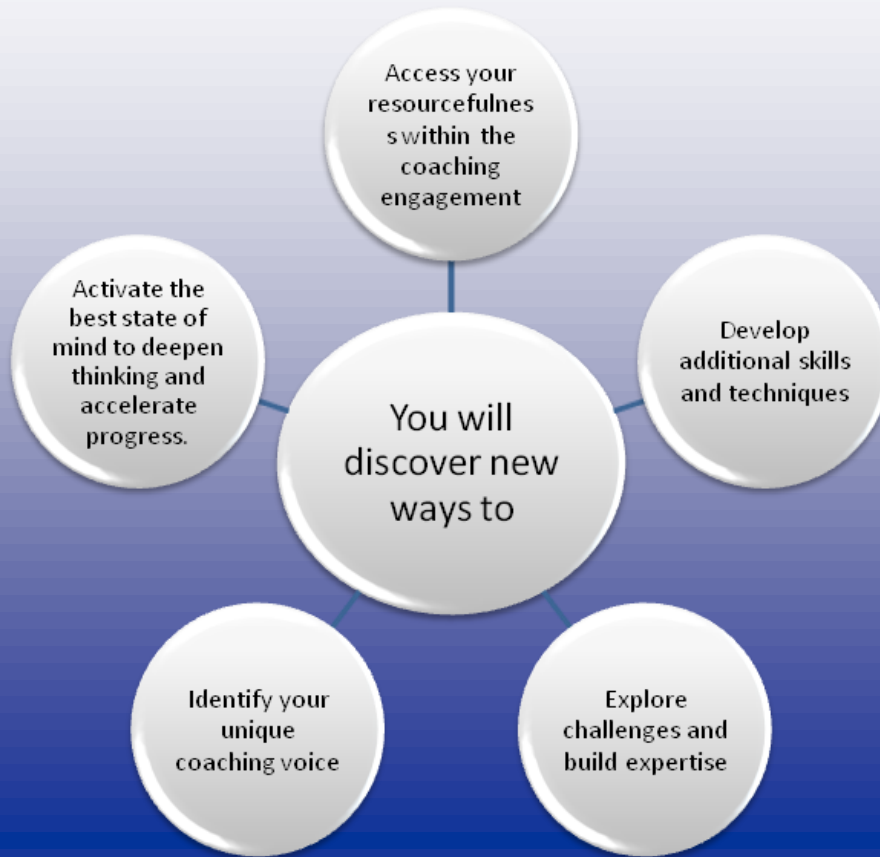 Access your
resourcefulnes
s within the
coaching
engagement
Activate the
best state of
mind to deepen
thinking and
accelerate
progress.
Develop
additional skills
and techniques
You will
discover new
ways to
Identify your
unique
coaching voice
Explore
challenges and
build expertise